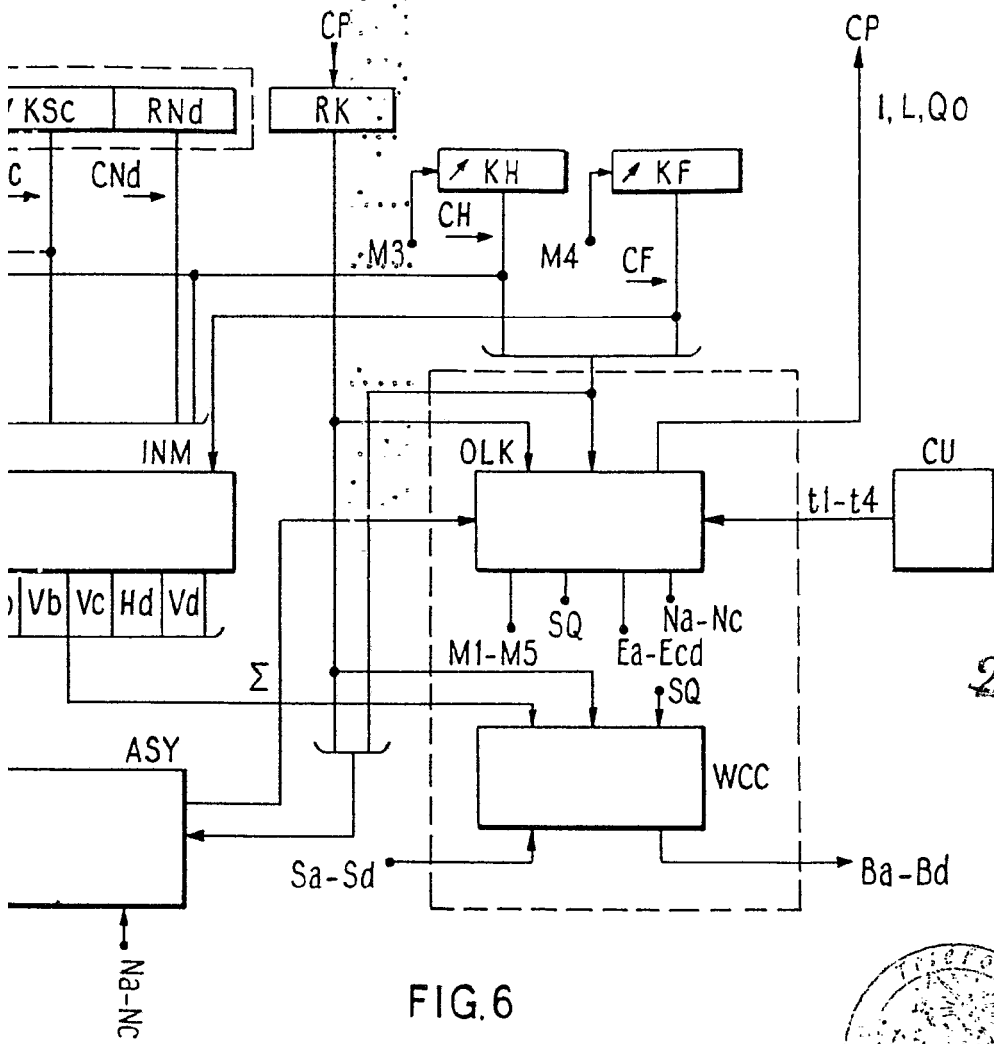 CP
CP
KSc
RNd
RK
1, L, Q0
KH
KF
c
CNd
CH
M3
M4
CF
INM
OLK
CU
t1-t4
Vb
Vc
Hd
Vd
SQ
Na-Nc
M1-M5
Ea-Ecd
Σ
SQ
ASY
WCC
Sa-Sd
Ba-Bd
Na-Nc
FIG. 6